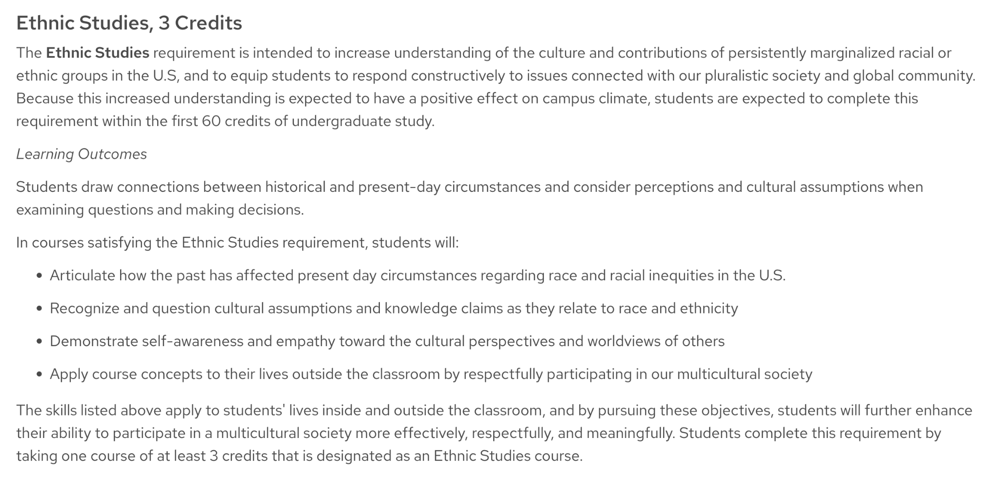 Ethnic Studies, 3 Credits
The Ethnic Studies requirement is intended to increase understanding of the culture and contributions of persistently marginalized racial or
ethnic groups in the U.S, and to equip students to respond constructively to issues connected with our pluralistic society and global community.
Because this increased understanding is expected to have a positive effect on campus climate, students are expected to complete this
requirement within the first 60 credits of undergraduate study.
Learning Outcomes
Students draw connections between historical and present-day circumstances and consider perceptions and cultural assumptions when
examining questions and making decisions.
In courses satisfying the Ethnic Studies requirement, students will:
• Articulate how the past has affected present day circumstances regarding race and racial inequities in the U.S.
• Recognize and question cultural assumptions and knowledge claims as they relate to race and ethnicity
• Demonstrate self-awareness and empathy toward the cultural perspectives and worldviews of others
• Apply course concepts to their lives outside the classroom by respectfully participating in our multicultural society
The skills listed above apply to students' lives inside and outside the classroom, and by pursuing these objectives, students will further enhance
their ability to participate in a multicultural society more effectively, respectfully, and meaningfully. Students complete this requirement by
taking one course of at least 3 credits that is designated as an Ethnic Studies course.